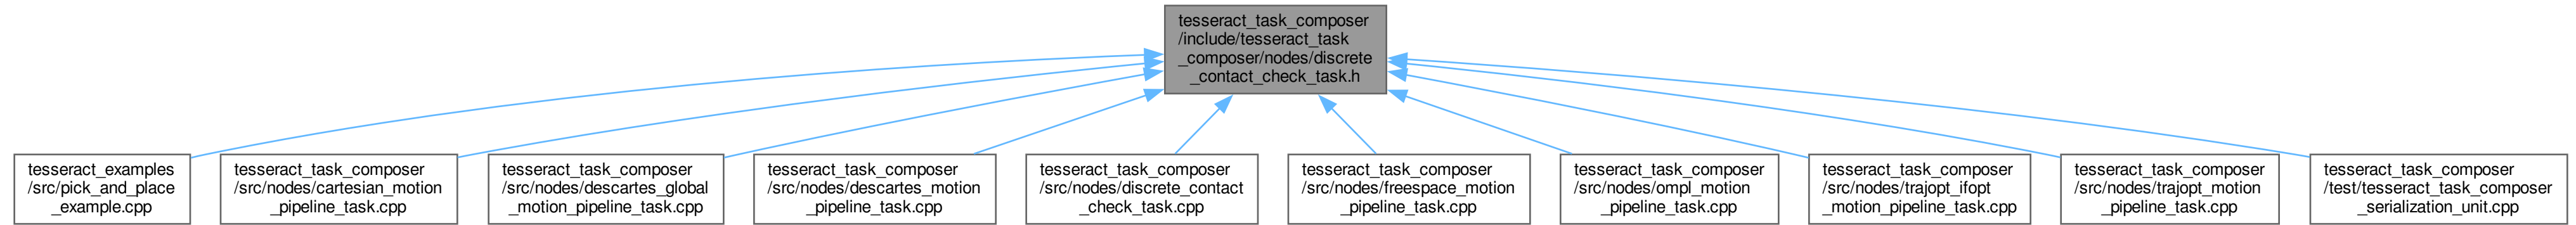 tesseract_task_composer
/include/tesseract_task
_composer/nodes/discrete
_contact_check_task.h
tesseract_examples
/src/pick_and_place
_example.cpp
tesseract_task_composer
/src/nodes/cartesian_motion
_pipeline_task.cpp
tesseract_task_composer
/src/nodes/descartes_global
_motion_pipeline_task.cpp
tesseract_task_composer
/src/nodes/descartes_motion
_pipeline_task.cpp
tesseract_task_composer
/src/nodes/discrete_contact
_check_task.cpp
tesseract_task_composer
/src/nodes/freespace_motion
_pipeline_task.cpp
tesseract_task_composer
/src/nodes/ompl_motion
_pipeline_task.cpp
tesseract_task_composer
/src/nodes/trajopt_ifopt
_motion_pipeline_task.cpp
tesseract_task_composer
/src/nodes/trajopt_motion
_pipeline_task.cpp
tesseract_task_composer
/test/tesseract_task_composer
_serialization_unit.cpp